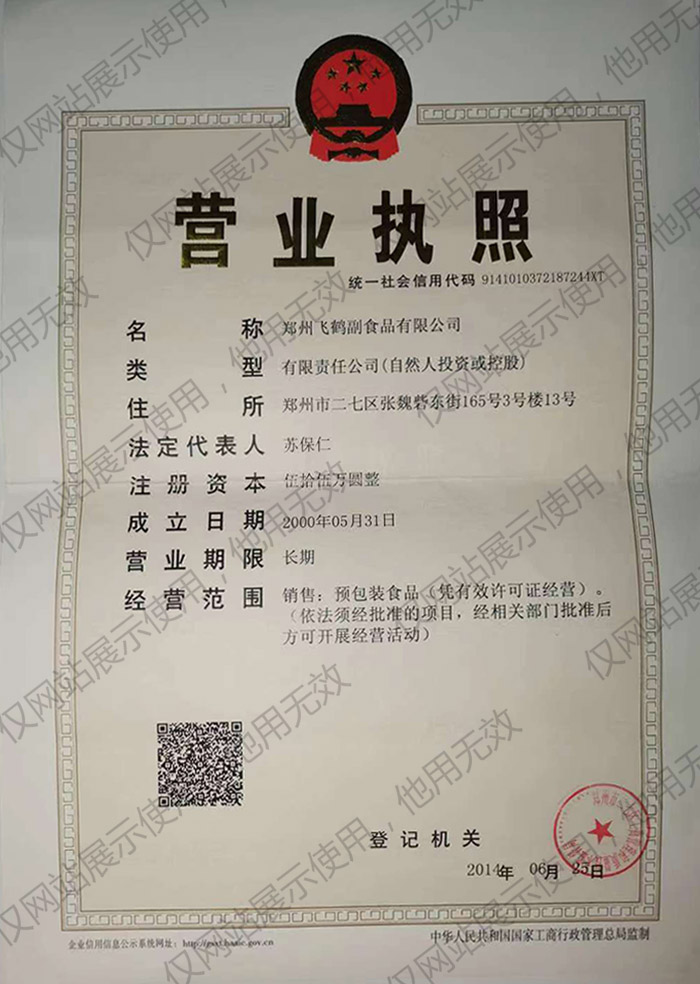 营业执照
统一社会信用代码 9141010372187244XT
名称 郑州飞鹤副食品有限公司
类型 有限责任公司(自然人投资或控股)
住所 郑州市二七区张魏砦东街165号3号楼13号
法定代表人 苏保仁
注册资本 伍拾伍万圆整
成立日期 2000年05月31日
营业期限 长期
经营范围 销售：预包装食品（凭有效许可证经营）。
（依法须经批准的项目，经相关部门批准后
方可开展经营活动）
登记机关
2014年 06月 25日
企业信用信息公示系统网址：
中华人民共和国国家工商行政管理总局监制
仅网站展示使用，他用无效